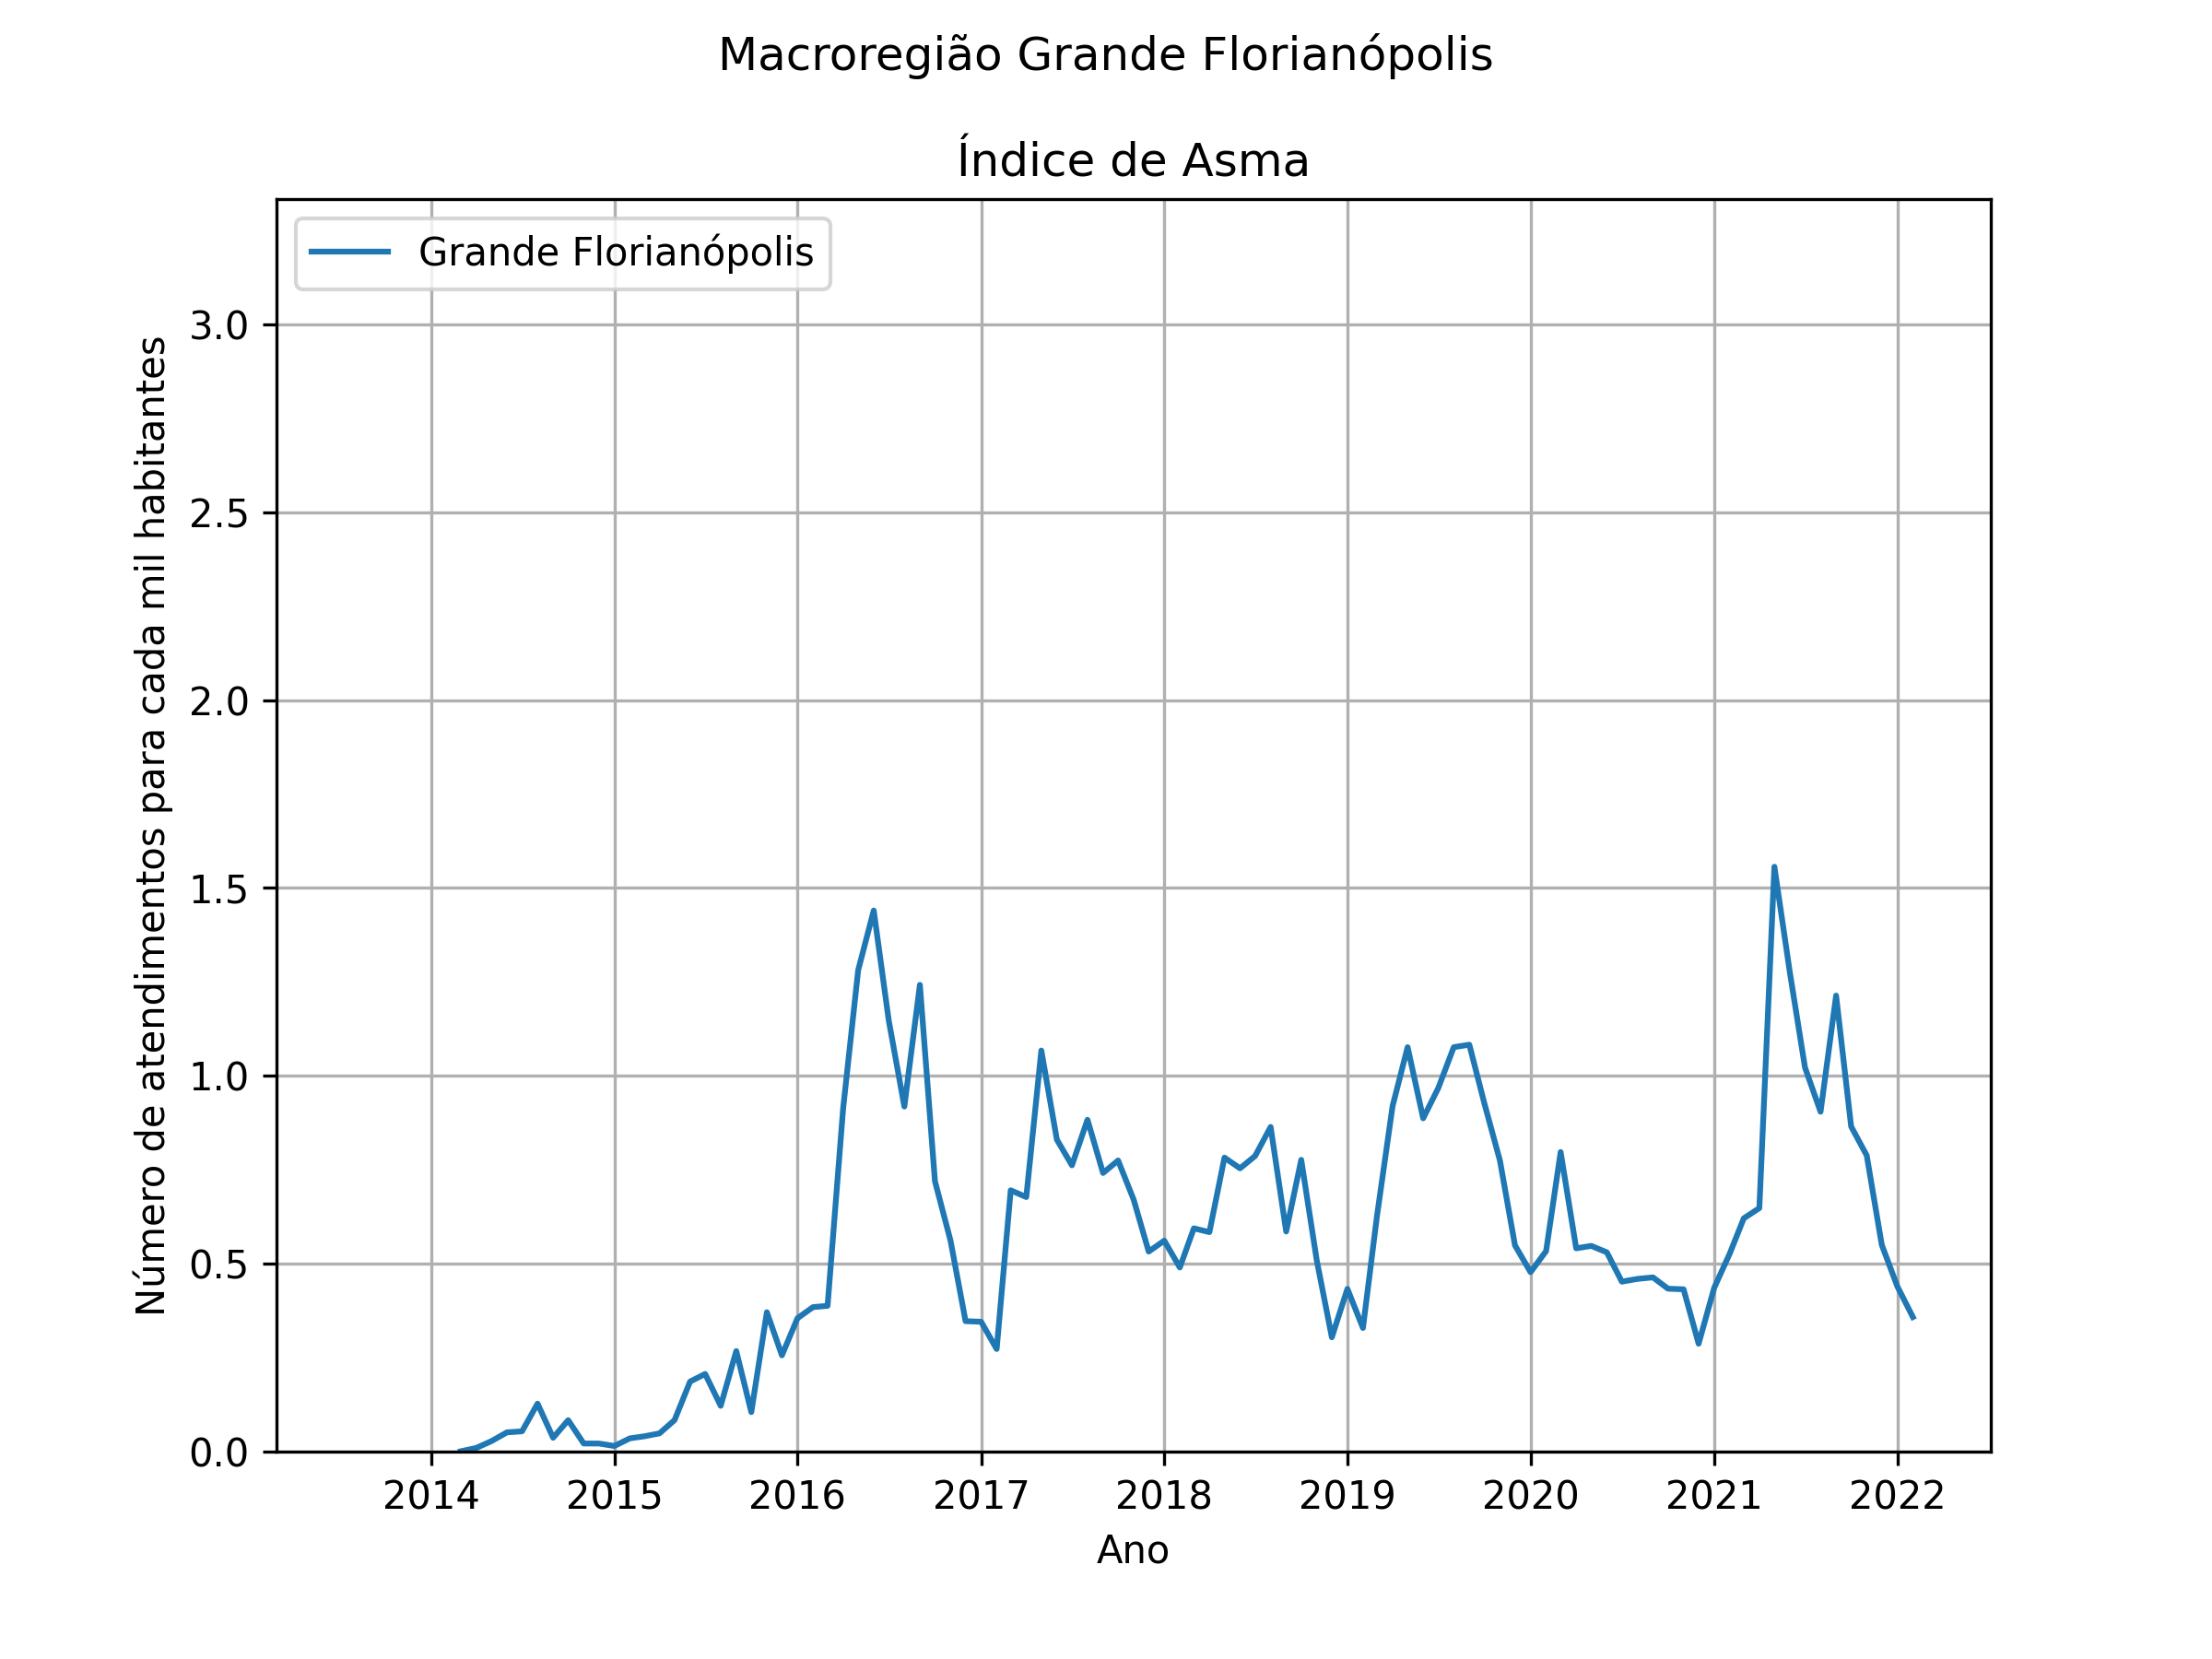 Macroregião Grande Florianópolis
Índice de Asma
Grande Florianópolis
Número de atendimentos para cada mil habitantes
3.0
2.5
2.0
1.5
1.0
0.5
0.0
2014 2015 2016 2017 2018 2019 2020 2021 2022
Ano